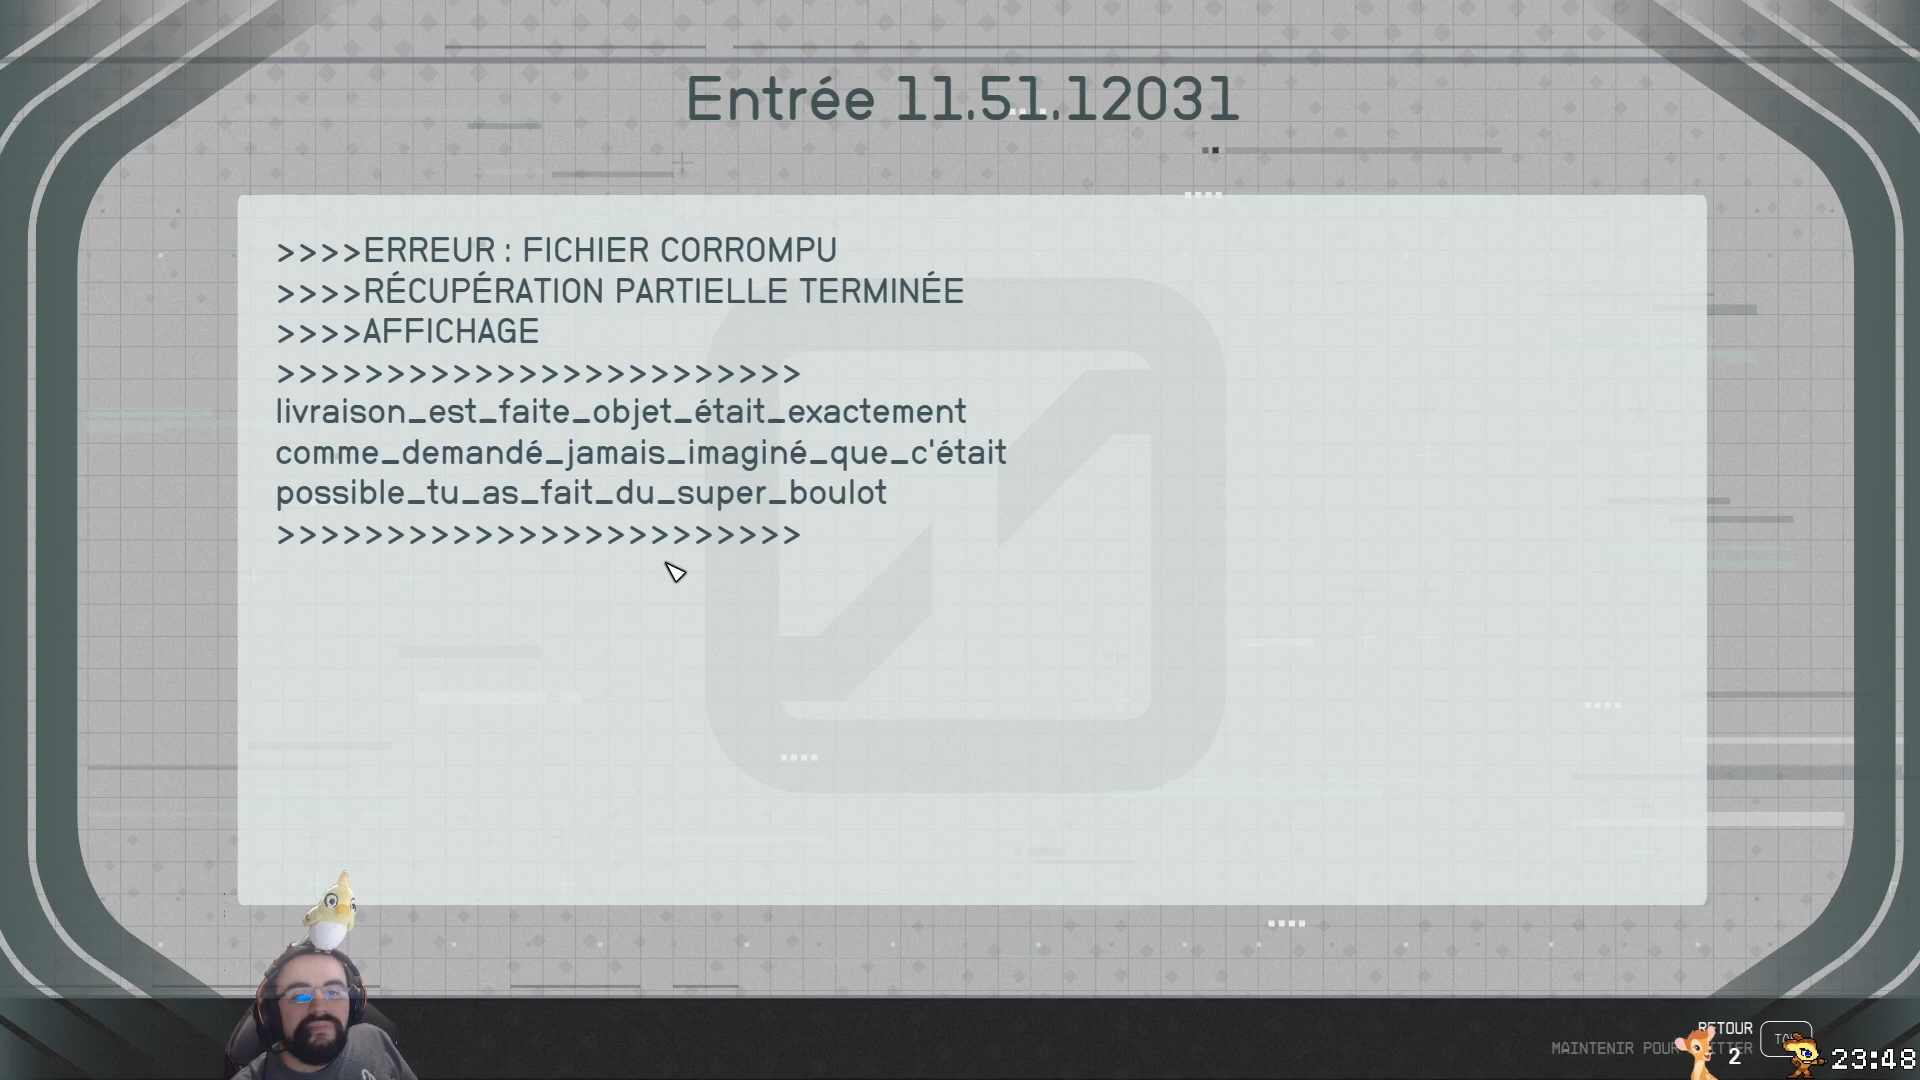 Entrée 11.51.12031
>>>>ERREUR : FICHIER CORROMPU
>>>>RÉCUPÉRATION PARTIELLE TERMINÉE
>>>>AFFICHAGE
>>>>>>>>>>>>>>>>>>>>>>>>
livraison_est_faite_objet_était_exactement
comme_demandé_jamais_imaginé_que_c'était
possible_tu_as_fait_du_super_boulot
>>>>>>>>>>>>>>>>>>>>>>>>
RETOUR
MAINTENIR POUR
2
23:48